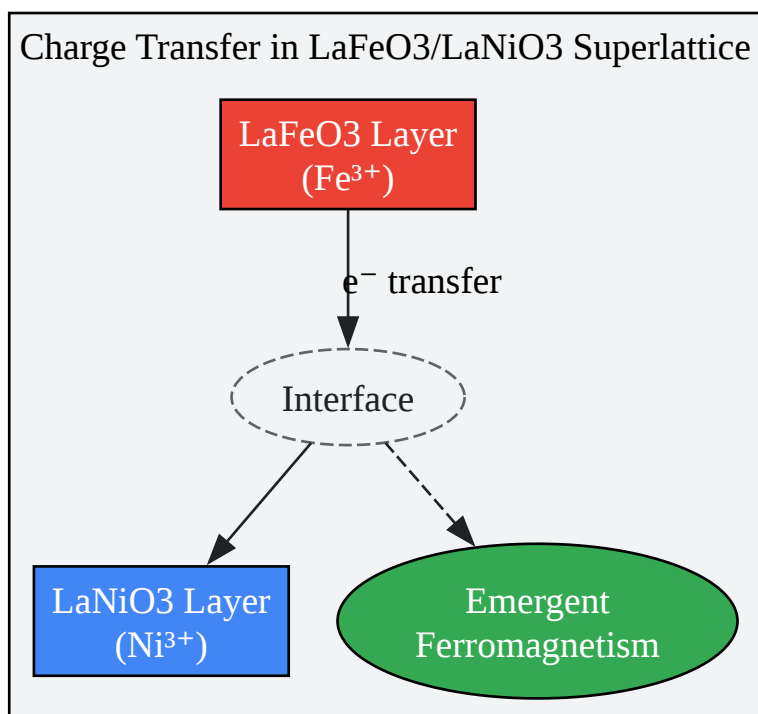 Charge Transfer in LaFeO3/LaNiO3 Superlattice
LaFeO3 Layer
(Fe³⁺)
e⁻ transfer
Interface
LaNiO3 Layer
(Ni³⁺)
Emergent
Ferromagnetism